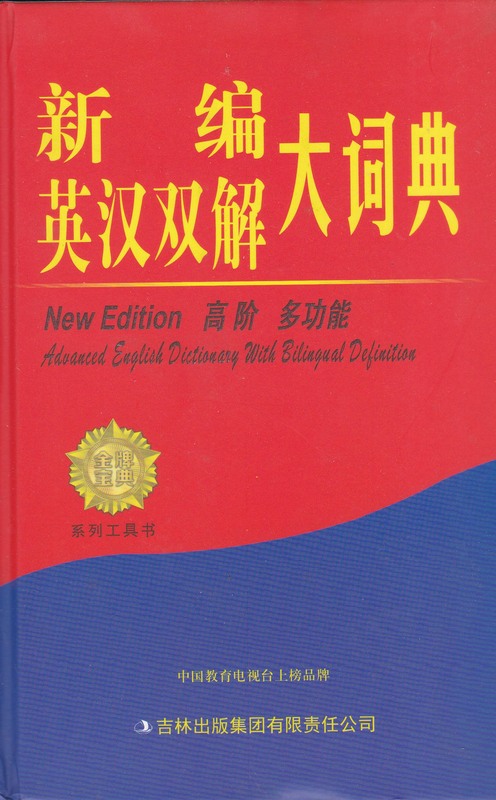 新编
英汉双解大词典
New Edition 高阶 多功能
Advanced English Dictionary With Bilingual Definition
金牌
宝典
系列工具书
中国教育电视台上榜品牌
吉林出版集团有限责任公司